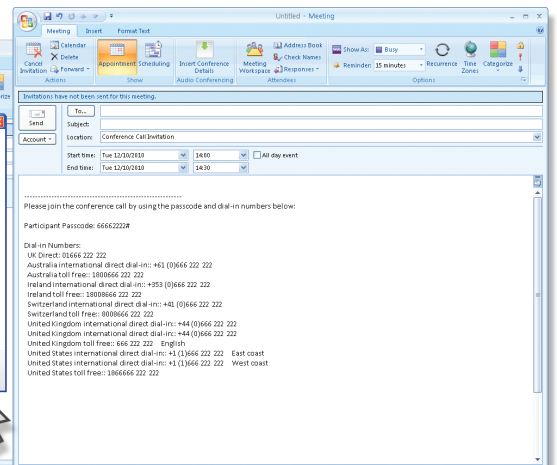 Untitled - Meeting
Meeting Insert Format Text
Cancel Invitation
Calendar
Delete
Forward
Actions
Appointment
Scheduling
Show
Insert Conference Details
Audio Conferencing
Meeting Workspace
Address Book
Check Names
Responses
Attendees
Show As: Busy
Reminder: 15 minutes
Recurrence
Time Zones
Categorize
Options
Invitations have not been sent for this meeting.
Send
Account
To...
Subject:
Location: Conference Call Invitation
Start time: Tue 12/10/2010 14:00 All day event
End time: Tue 12/10/2010 14:30
------------------------------------------------------------
Please join the conference call by using the passcode and dial-in numbers below:
Participant Passcode: 66662222#
Dial-in Numbers:
UK Direct: 01666 222 222
Australia international direct dial-in:: +61 (0)666 222 222
Australia toll free:: 1800666 222 222
Ireland international direct dial-in:: +353 (0)666 222 222
Ireland toll free:: 18008666 222 222
Switzerland international direct dial-in:: +41 (0)666 222 222
Switzerland toll free:: 8008666 222 222
United Kingdom international direct dial-in:: +44 (0)666 222 222
United Kingdom international direct dial-in:: +44 (0)666 222 222
United Kingdom toll free:: 666 222 222 English
United States international direct dial-in:: +1 (1)666 222 222 East coast
United States international direct dial-in:: +1 (1)666 222 222 West coast
United States toll free:: 1866666 222 222